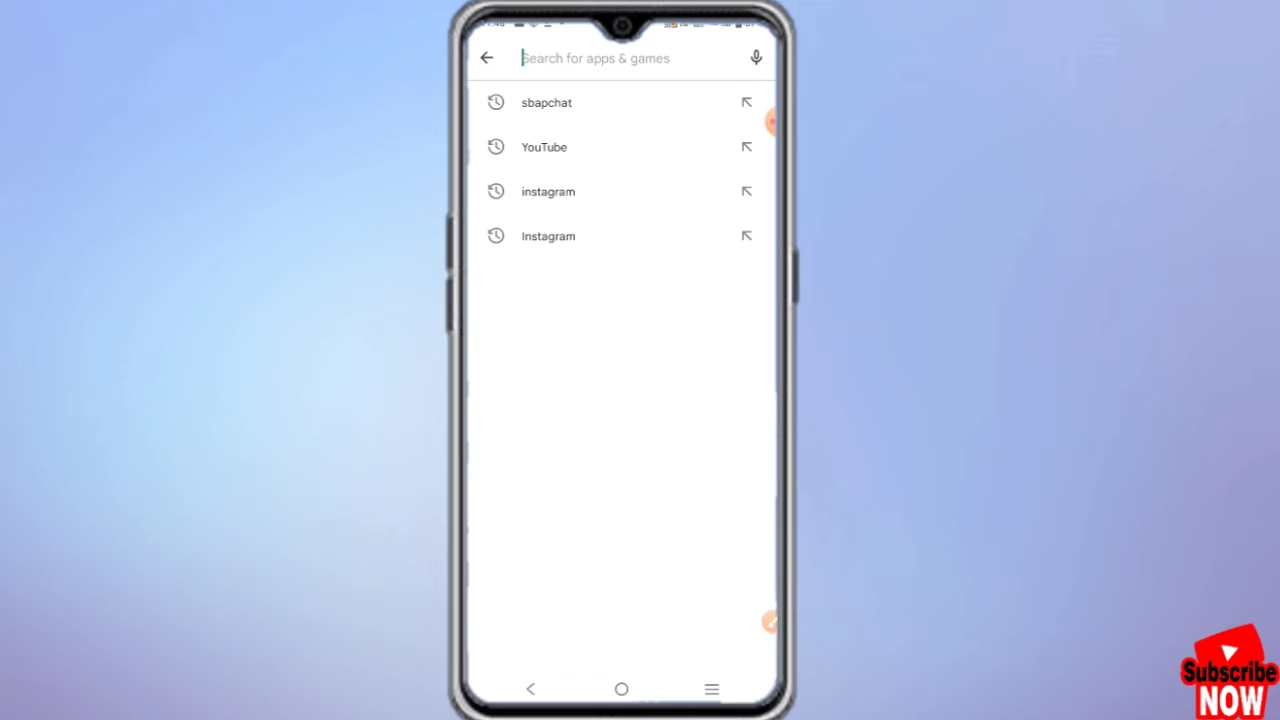 Search for apps & games
sbapchat
YouTube
instagram
Instagram
Subscribe
NOW